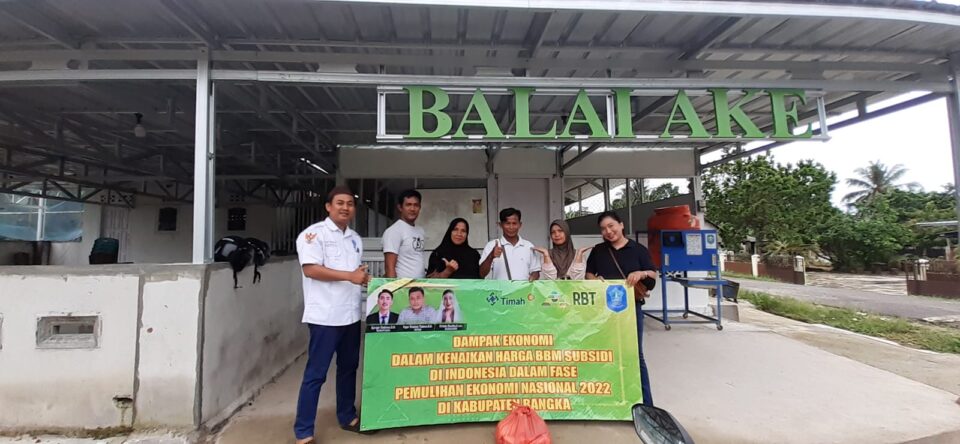 BALAI AKE
Timah
RBT
DAMPAK EKONOMI
DALAM KENAIKAN HARGA BBM SUBSIDI
DI INDONESIA DALAM FASE
PEMULIHAN EKONOMI NASIONAL 2022
DI KABUPATEN BANGKA